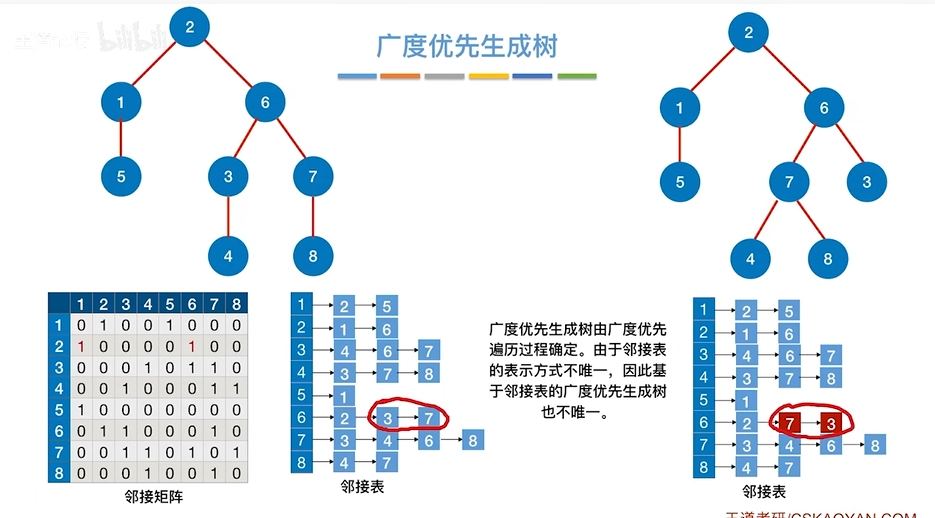 bilibili
广度优先生成树
2
1 6
5 3 7
4 8
2
1 6
5 7 3
4 8
1 2 3 4 5 6 7 8
1 0 1 0 0 1 0 0 0
2 1 0 0 0 0 1 0 0
3 0 0 0 1 0 1 1 0
4 0 0 1 0 0 0 1 1
5 1 0 0 0 0 0 0 0
6 0 1 1 0 0 0 1 0
7 0 0 1 1 0 1 0 1
8 0 0 0 1 0 0 1 0
邻接矩阵
1 2 5
2 1 6
3 4 6 7
4 3 7 8
5 1
6 2 3 7
7 3 4 6 8
8 4 7
邻接表
广度优先生成树由广度优先
遍历过程确定。由于邻接表
的表示方式不唯一，因此基
于邻接表的广度优先生成树
也不唯一。
1 2 5
2 1 6
3 4 6 7
4 3 7 8
5 1
6 2 7 3
7 3 4 6 8
8 4 7
邻接表
王道考研/CSKAOYAN.COM